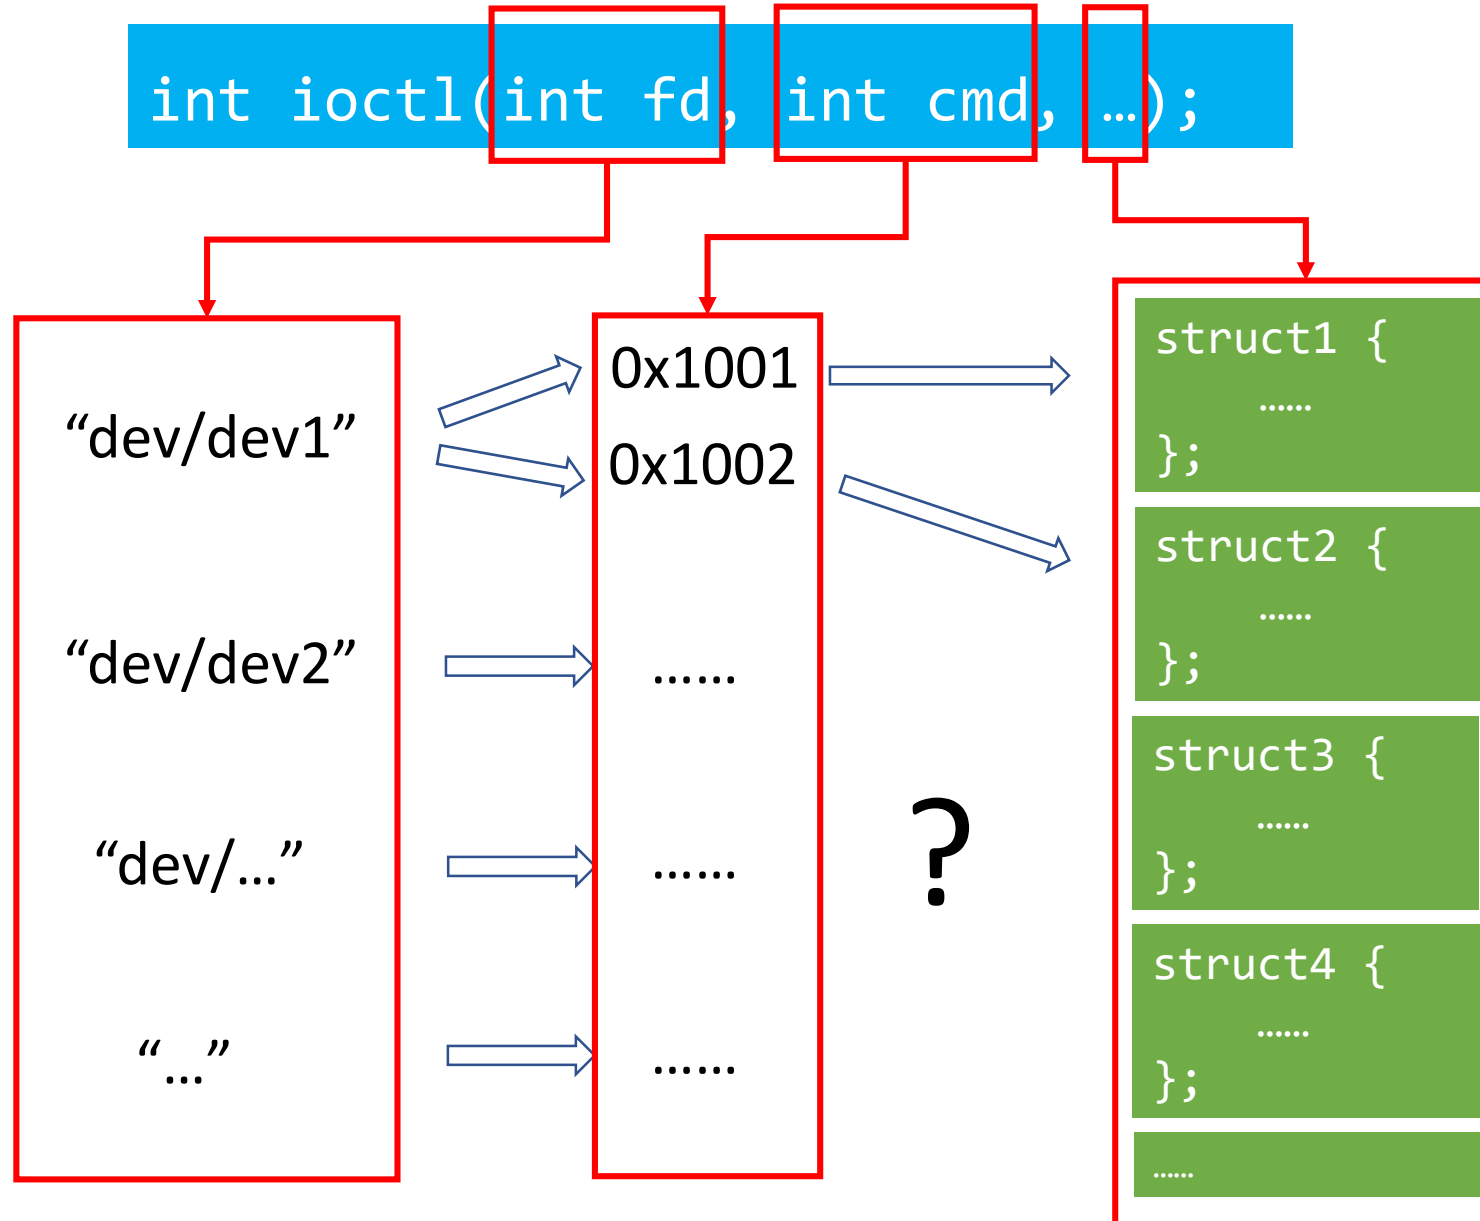 int ioctl(int fd, int cmd, …);
“dev/dev1”
“dev/dev2”
“dev/…”
“…”
0x1001
0x1002
……
……
……
?
struct1 {
……
};
struct2 {
……
};
struct3 {
……
};
struct4 {
……
};
……